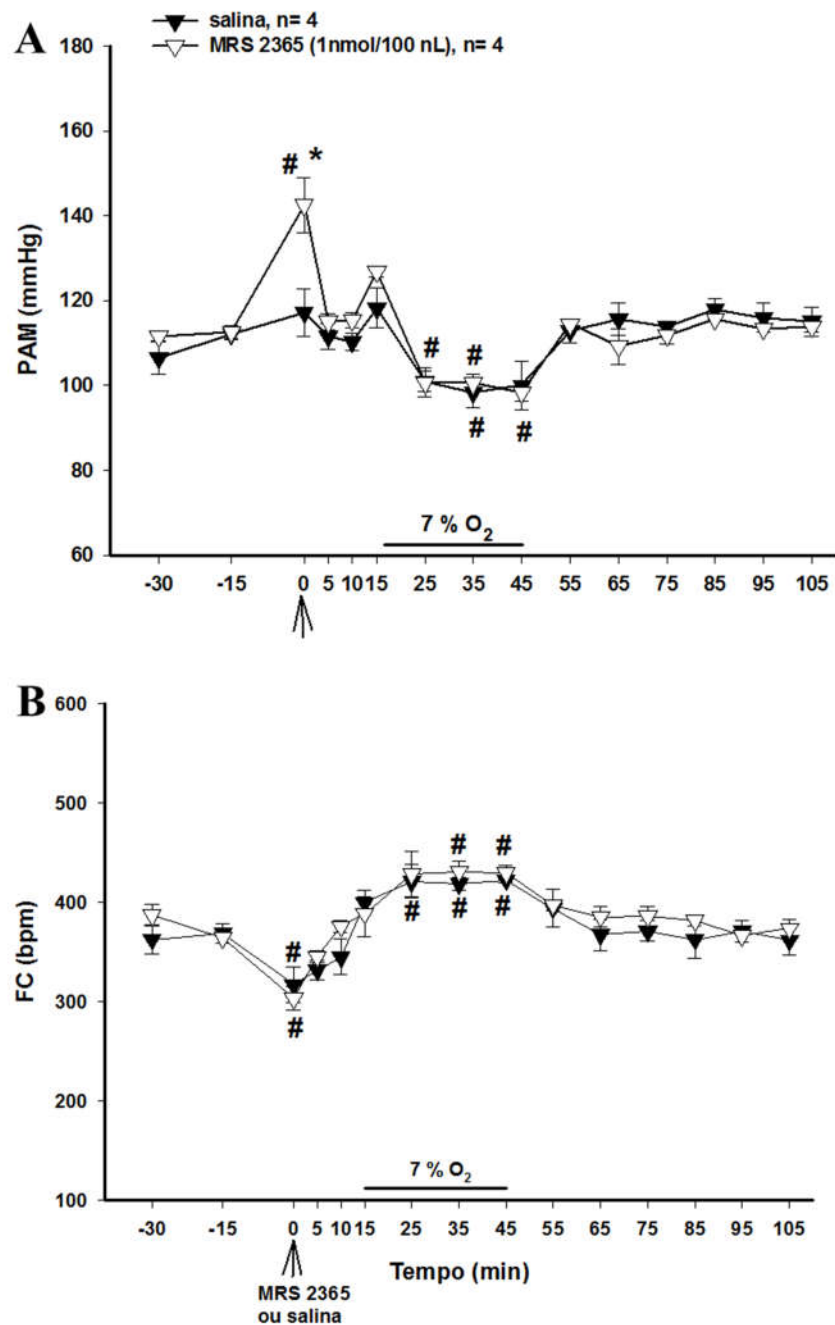 A
salina, n= 4
MRS 2365 (1nmol/100 nL), n= 4
180
160
140
120
100
80
60
PAM (mmHg)
# *
# #
# #
7 % O₂
-30 -15 0 5 10 15 25 35 45 55 65 75 85 95 105
B
600
500
400
300
200
100
FC (bpm)
# #
# # #
#
#
7 % O₂
-30 -15 0 5 10 15 25 35 45 55 65 75 85 95 105
MRS 2365
ou salina
Tempo (min)